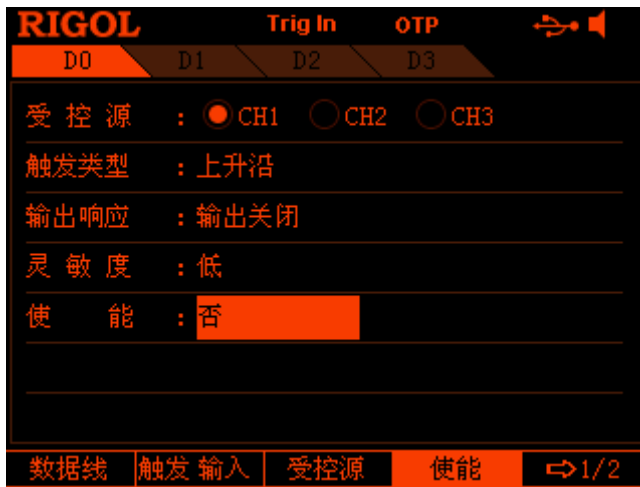 RIGOL Trig In OTP
D0 D1 D2 D3
受控源 : CH1 CH2 CH3
触发类型 : 上升沿
输出响应 : 输出关闭
灵敏度 : 低
使能 : 否
数据线 触发 输入 受控源 使能 ⇨1/2